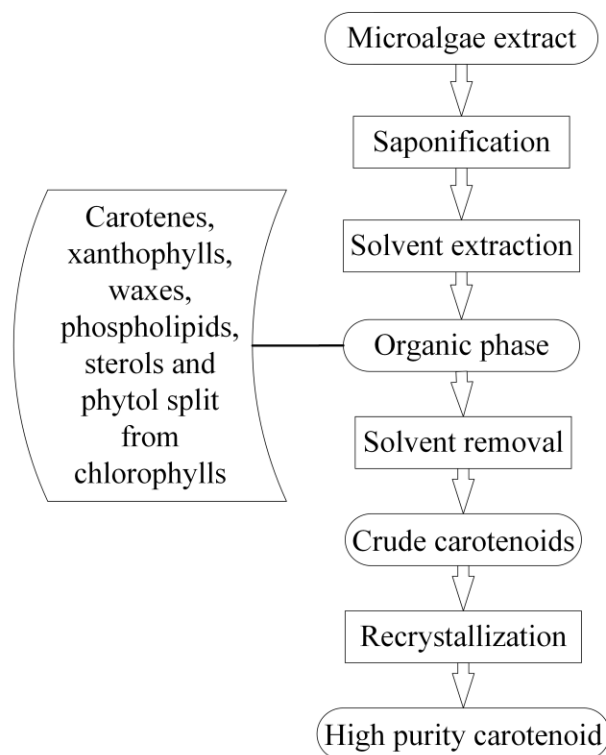 Microalgae extract
Saponification
Solvent extraction
Carotenes,
xanthophylls,
waxes,
phospholipids,
sterols and
phytol split
from
chlorophylls
Organic phase
Solvent removal
Crude carotenoids
Recrystallization
High purity carotenoid